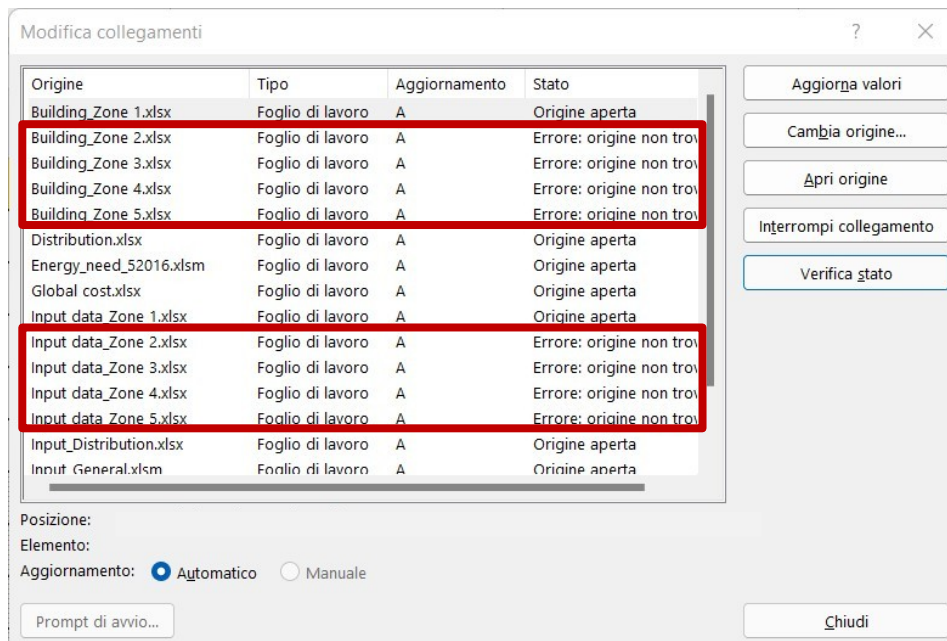 Modifica collegamenti ? ×
Origine Tipo Aggiornamento Stato
Building_Zone 1.xlsx Foglio di lavoro A Origine aperta
Building_Zone 2.xlsx Foglio di lavoro A Errore: origine non trov
Building_Zone 3.xlsx Foglio di lavoro A Errore: origine non trov
Building_Zone 4.xlsx Foglio di lavoro A Errore: origine non trov
Building_Zone 5.xlsx Foglio di lavoro A Errore: origine non trov
Distribution.xlsx Foglio di lavoro A Origine aperta
Energy_need_52016.xlsm Foglio di lavoro A Origine aperta
Global cost.xlsx Foglio di lavoro A Origine aperta
Input data_Zone 1.xlsx Foglio di lavoro A Origine aperta
Input data_Zone 2.xlsx Foglio di lavoro A Errore: origine non trov
Input data_Zone 3.xlsx Foglio di lavoro A Errore: origine non trov
Input data_Zone 4.xlsx Foglio di lavoro A Errore: origine non trov
Input data_Zone 5.xlsx Foglio di lavoro A Errore: origine non trov
Input_Distribution.xlsx Foglio di lavoro A Origine aperta
Input_General.xlsm Foglio di lavoro A Origine aperta
Aggiorna valori
Cambia origine...
Apri origine
Interrompi collegamento
Verifica stato
Posizione:
Elemento:
Aggiornamento: Automatico Manuale
Prompt di avvio... Chiudi